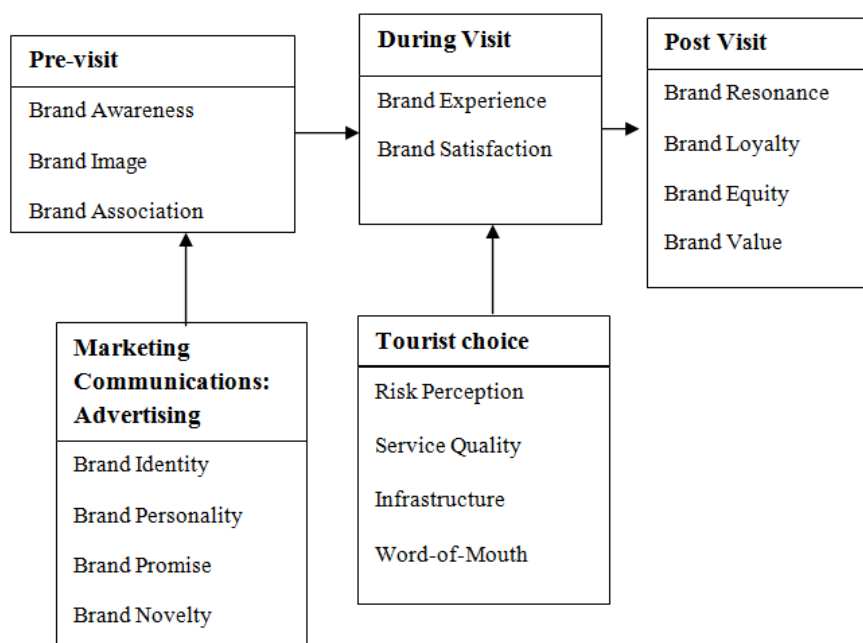 Pre-visit
Brand Awareness
Brand Image
Brand Association
During Visit
Brand Experience
Brand Satisfaction
Post Visit
Brand Resonance
Brand Loyalty
Brand Equity
Brand Value
Marketing
Communications:
Advertising
Brand Identity
Brand Personality
Brand Promise
Brand Novelty
Tourist choice
Risk Perception
Service Quality
Infrastructure
Word-of-Mouth